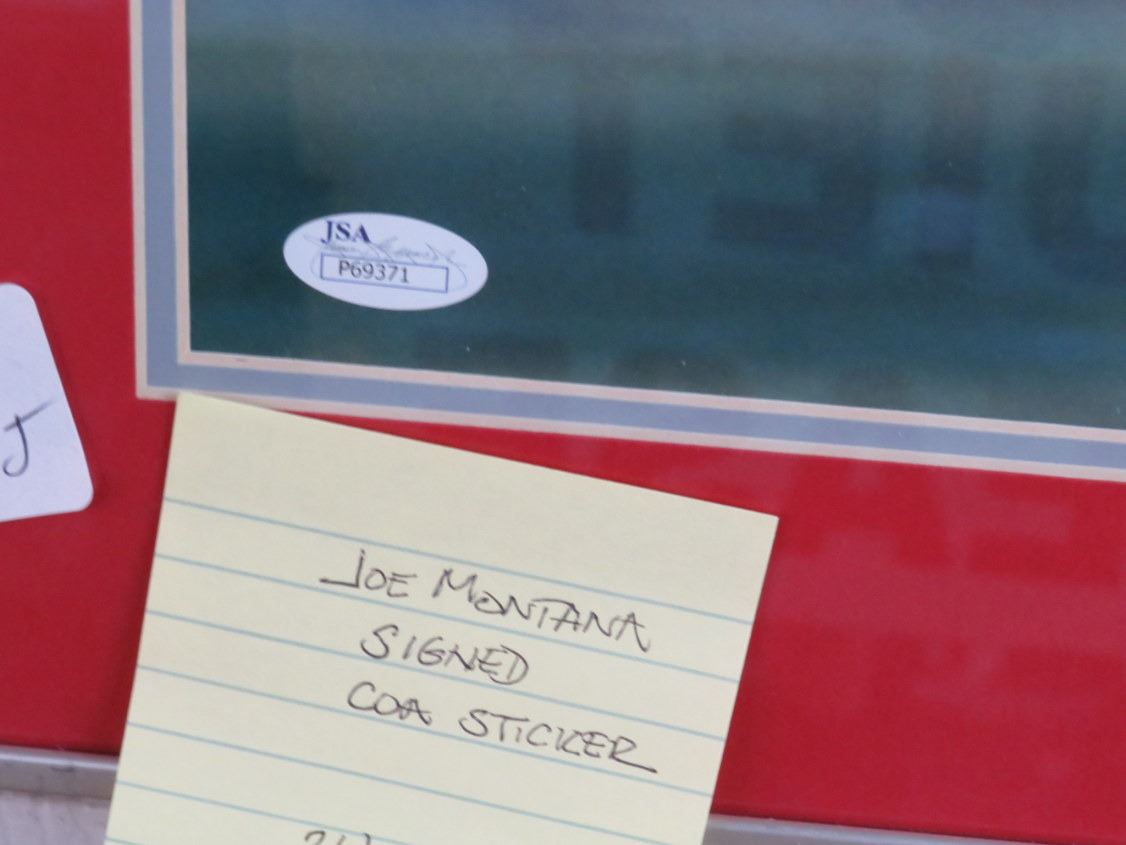 JSA
P69371
J
JOE MONTANA
SIGNED
COA STICKER